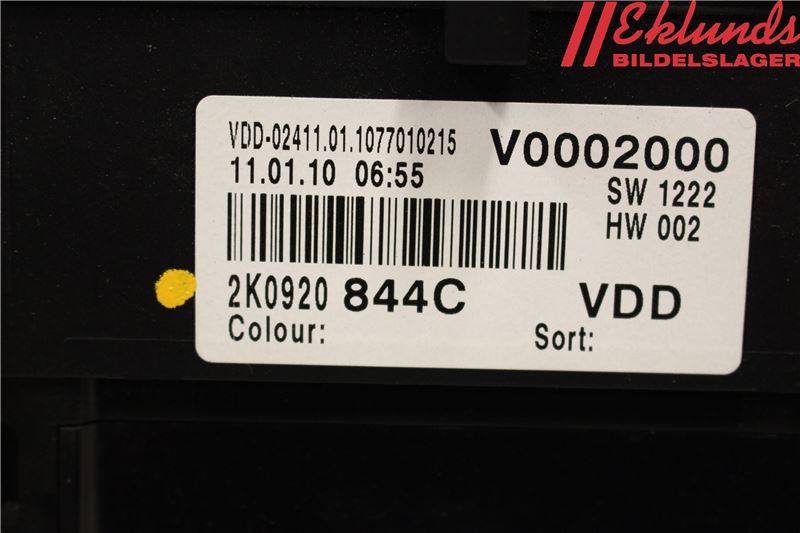 Eklunds
BILDELSLAGER
VDD-02411.01.1077010215
V0002000
11.01.10 06:55
SW 1222
HW 002
2K0920 844C
VDD
Colour:
Sort: